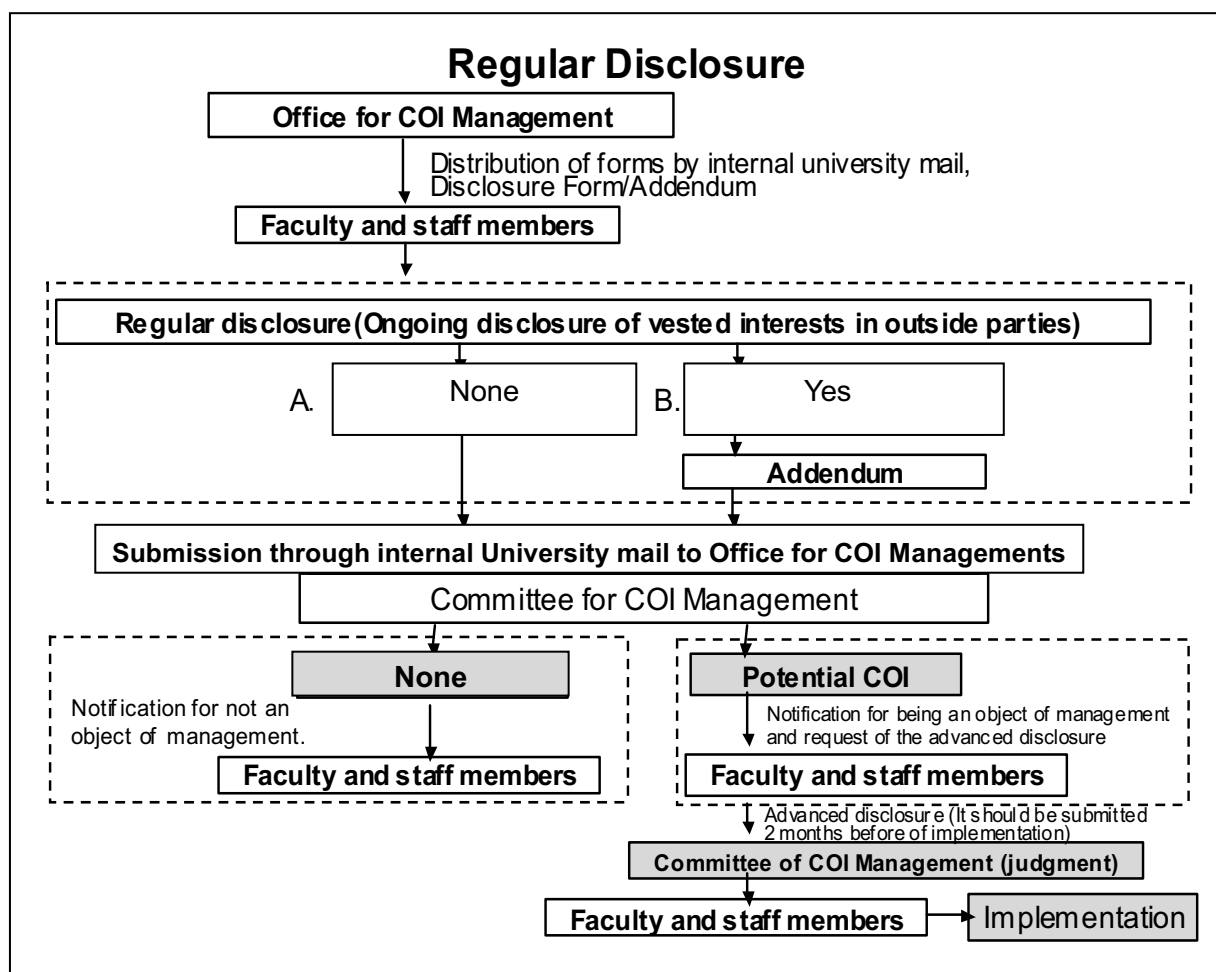 Regular Disclosure
Office for COI Management
Distribution of forms by internal university mail,
Disclosure Form/Addendum
Faculty and staff members
Regular disclosure(Ongoing disclosure of vested interests in outside parties)
A.
None
B.
Yes
Addendum
Submission through internal University mail to Office for COI Managements
Committee for COI Management
None
Notification for not an
object of management.
Faculty and staff members
Potential COI
Notification for being an object of management
and request of the advanced disclosure
Faculty and staff members
Advanced disclosure (It should be submitted
2 months before of implementation)
Committee of COI Management (judgment)
Faculty and staff members
Implementation